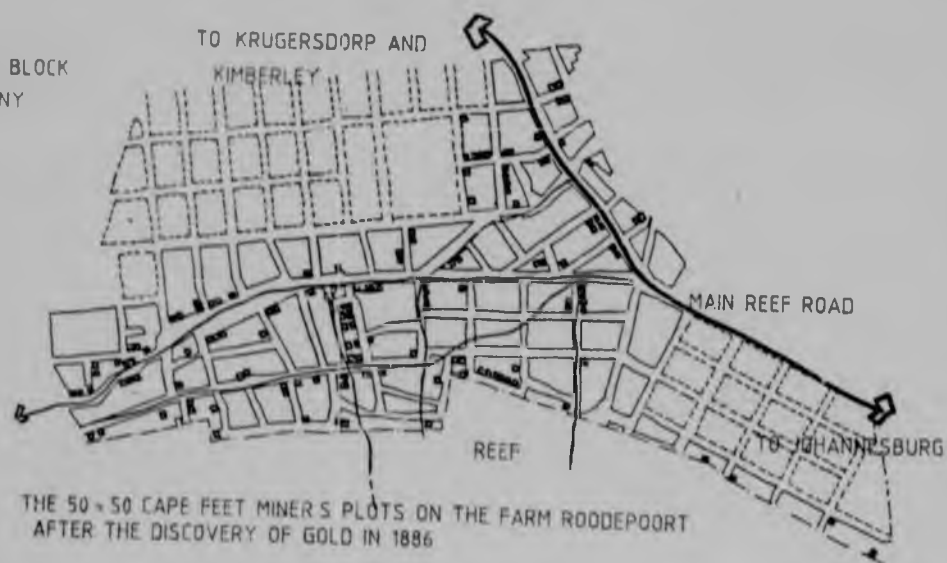 TO KRUGERSDORP AND
KIMBERLEY
BLOCK
NY
MAIN REEF ROAD
TO JOHANNESBURG
REEF
THE 50 × 50 CAPE FEET MINERS PLOTS ON THE FARM ROODEPOORT
AFTER THE DISCOVERY OF GOLD IN 1886